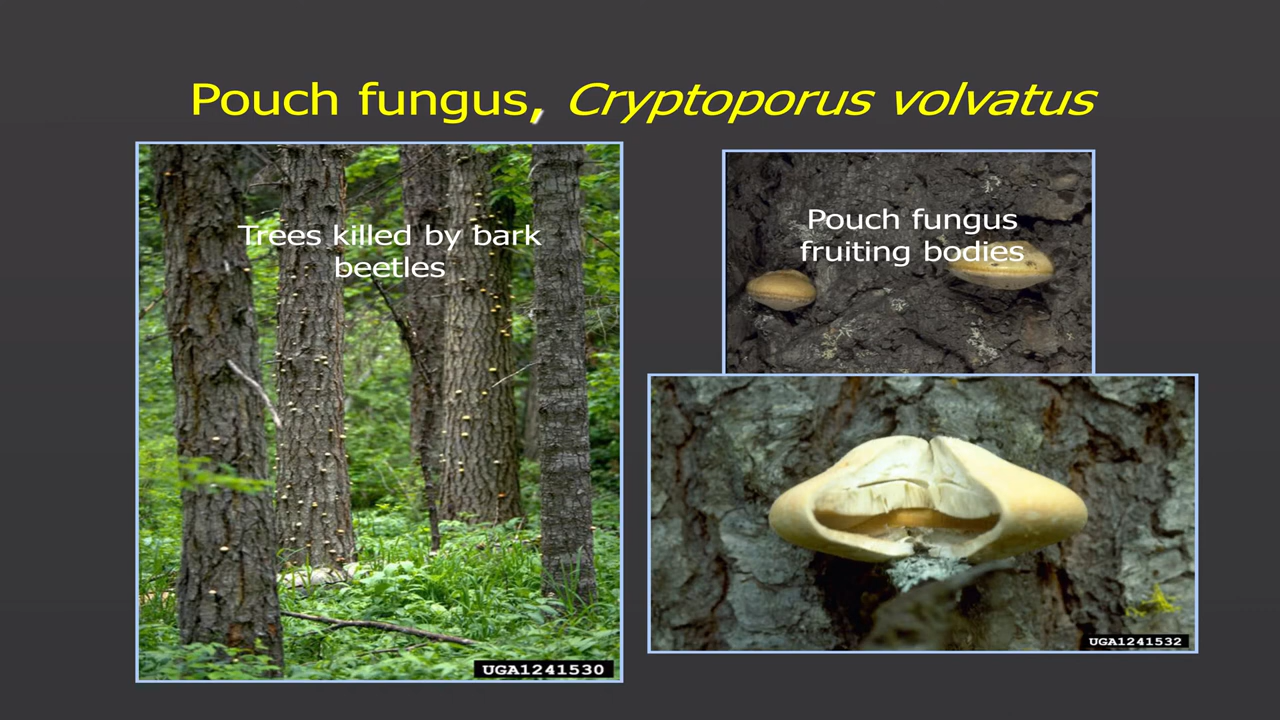 Pouch fungus, Cryptoporus volvatus
Trees killed by bark
beetles
UGA1241530
Pouch fungus
fruiting bodies
UGA1241532